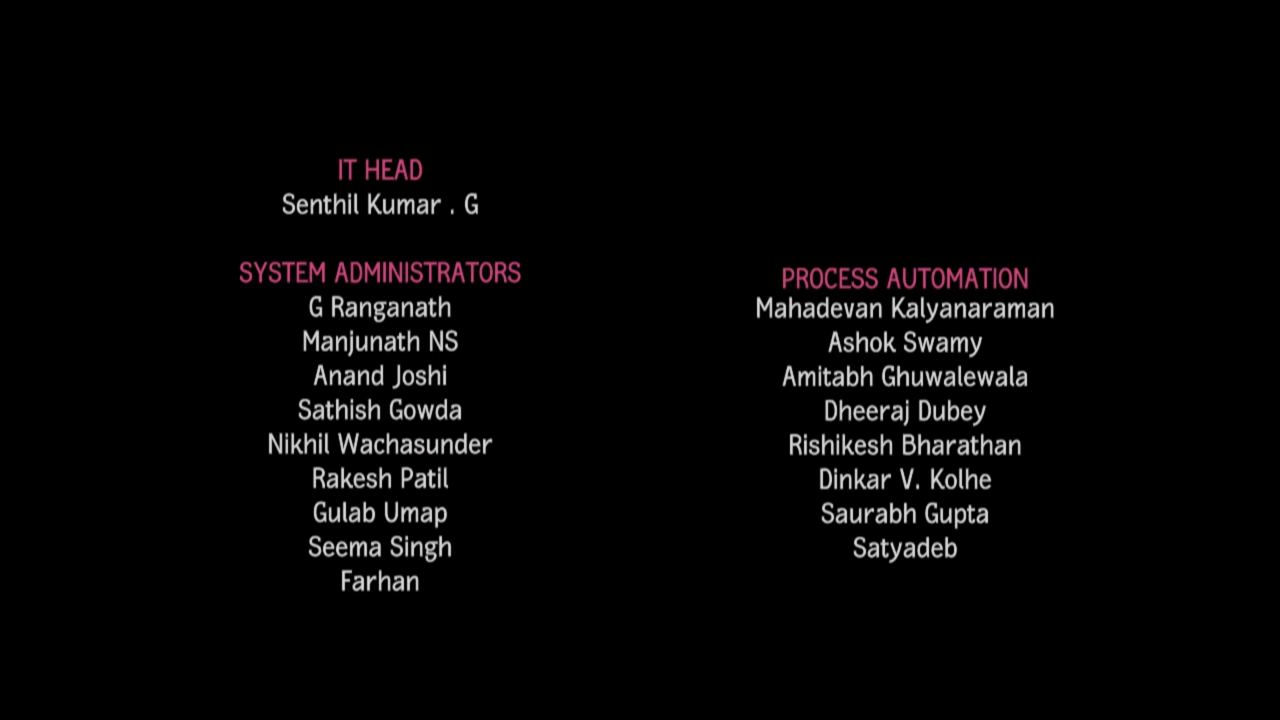 IT HEAD
Senthil Kumar . G
SYSTEM ADMINISTRATORS
G Ranganath
Manjunath NS
Anand Joshi
Sathish Gowda
Nikhil Wachasunder
Rakesh Patil
Gulab Umap
Seema Singh
Farhan
PROCESS AUTOMATION
Mahadevan Kalyanaraman
Ashok Swamy
Amitabh Ghuwalewala
Dheeraj Dubey
Rishikesh Bharathan
Dinkar V. Kolhe
Saurabh Gupta
Satyadeb